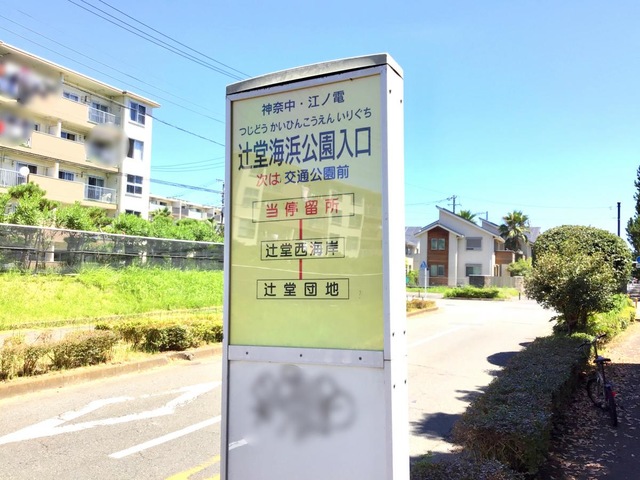 神奈中・江ノ電
つじどう かいひんこうえん いりぐち
辻堂海浜公園入口
次は 交通公園前
当停留所
辻堂西海岸
辻堂団地